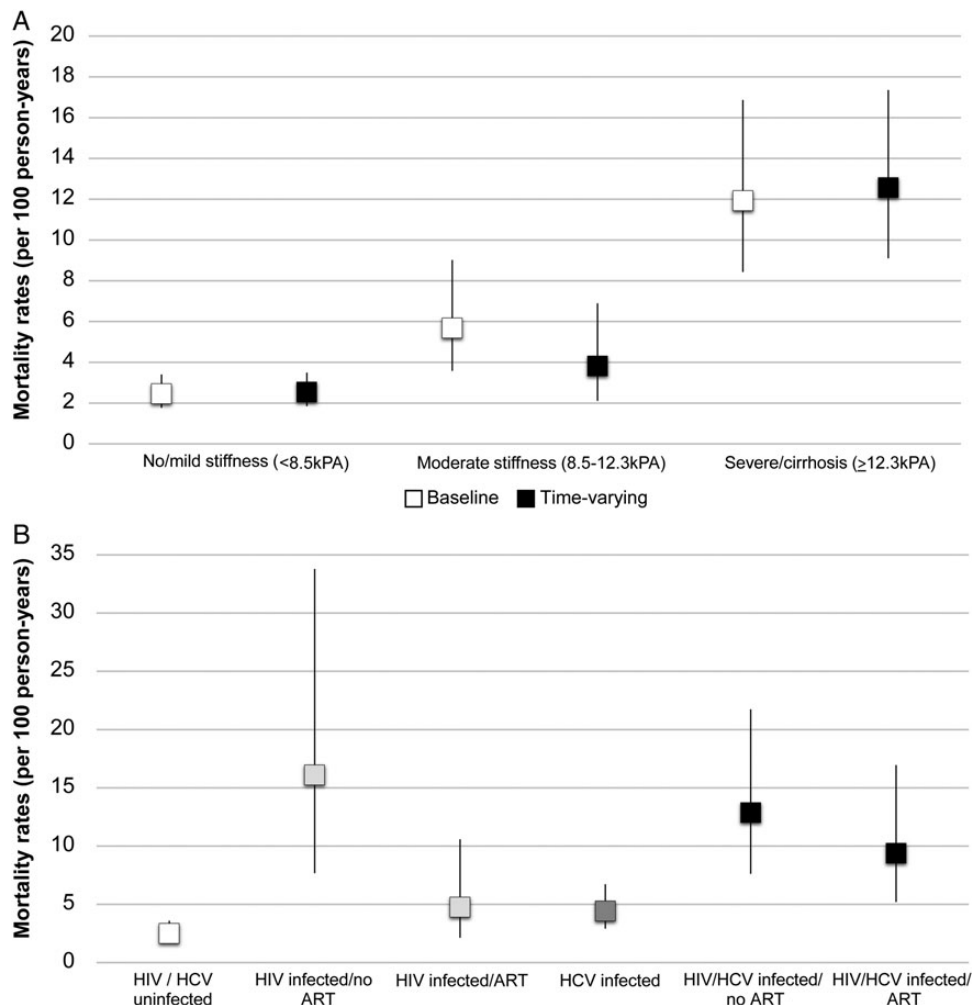 A
Mortality rates (per 100 person-years)
20
18
16
14
12
10
8
6
4
2
0
No/mild stiffness (<8.5kPA)
Moderate stiffness (8.5-12.3kPA)
Severe/cirrhosis (≥12.3kPA)
Baseline
Time-varying
B
Mortality rates (per 100 person-years)
35
30
25
20
15
10
5
0
HIV / HCV
uninfected
HIV infected/no
ART
HIV infected/ART
HCV infected
HIV/HCV infected/
no ART
HIV/HCV infected/
ART